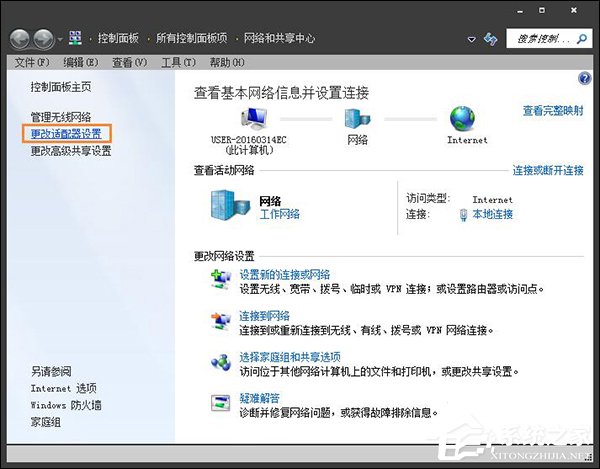 控制面板 ▸ 所有控制面板项 ▸ 网络和共享中心
搜索控制...
文件(F) 编辑(E) 查看(V) 工具(T) 帮助(H)
控制面板主页
管理无线网络
更改适配器设置
更改高级共享设置
另请参阅
Internet 选项
Windows 防火墙
家庭组
查看基本网络信息并设置连接
查看完整映射
USER-20160314EC
(此计算机)
网络
Internet
查看活动网络
连接或断开连接
网络
工作网络
访问类型: Internet
连接: 本地连接
更改网络设置
设置新的连接或网络
设置无线、宽带、拨号、临时或 VPN 连接;或设置路由器或访问点。
连接到网络
连接到或重新连接到无线、有线、拨号或 VPN 网络连接。
选择家庭组和共享选项
访问位于其他网络计算机上的文件和打印机,或更改共享设置。
疑难解答
诊断并修复网络问题,或获得故障排除信息。
系统之家
XITONGZHIJIA.NET